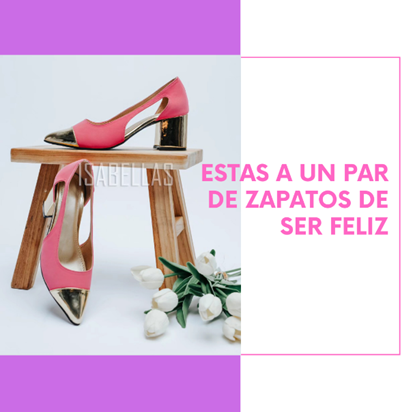 ISABELLAS
ESTAS A UN PAR
DE ZAPATOS DE
SER FELIZ